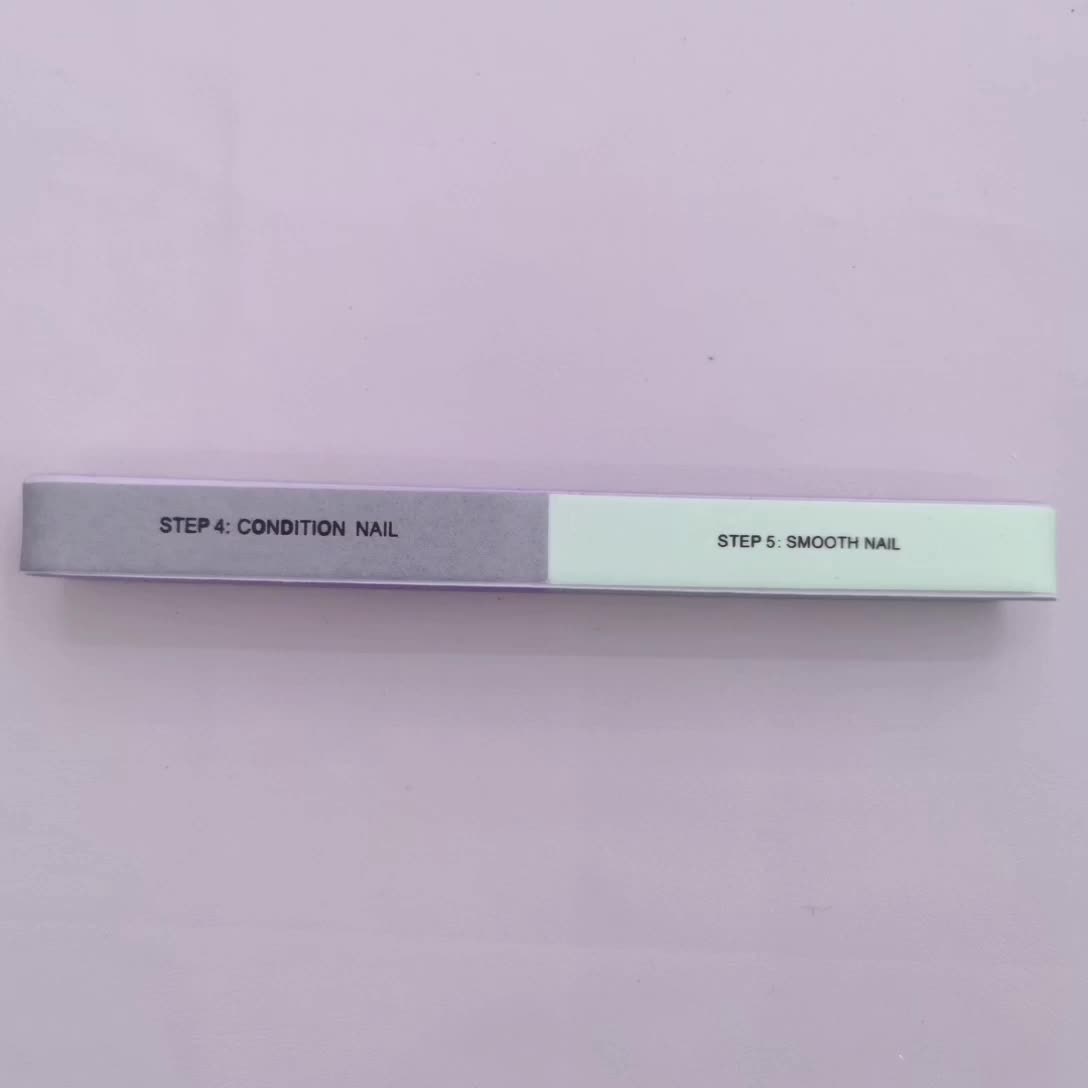 STEP 4: CONDITION NAIL
STEP 5: SMOOTH NAIL